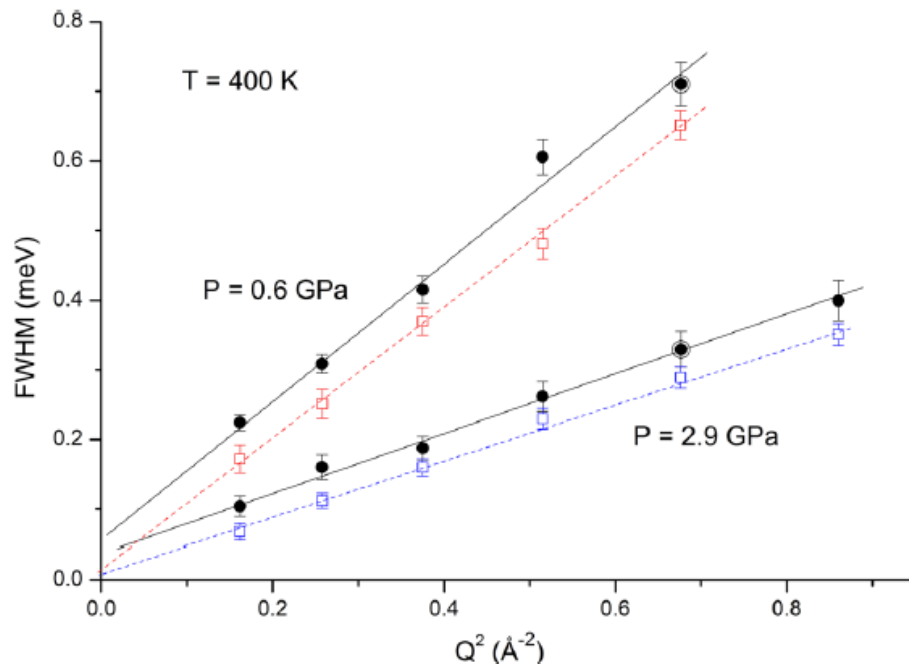 0.8
T = 400 K
0.6
P = 0.6 GPa
FWHM (meV)
0.4
0.2
P = 2.9 GPa
0.0
0.0 0.2 0.4 0.6 0.8
Q² (Å⁻²)